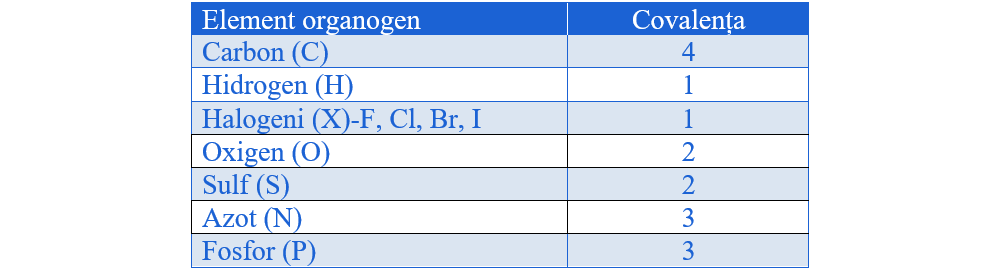 Element organogen Covalența
Carbon (C) 4
Hidrogen (H) 1
Halogeni (X)-F, Cl, Br, I 1
Oxigen (O) 2
Sulf (S) 2
Azot (N) 3
Fosfor (P) 3